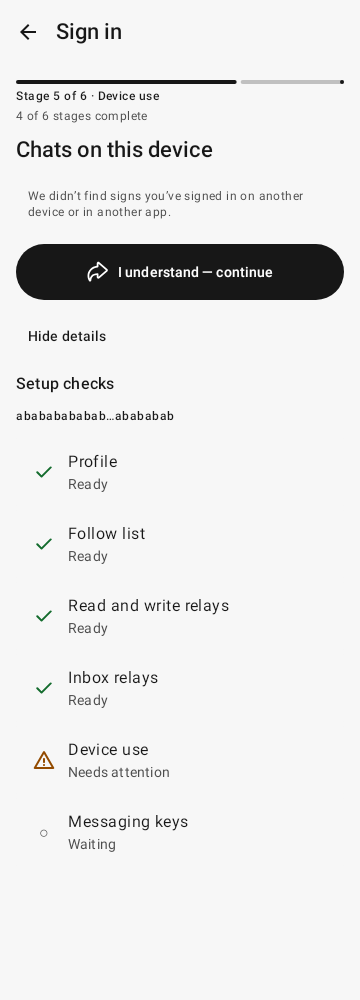 Sign in
Stage 5 of 6 · Device use
4 of 6 stages complete
Chats on this device
We didn’t find signs you’ve signed in on another
device or in another app.
I understand — continue
Hide details
Setup checks
ababababab…abababab
Profile
Ready
Follow list
Ready
Read and write relays
Ready
Inbox relays
Ready
Device use
Needs attention
Messaging keys
Waiting